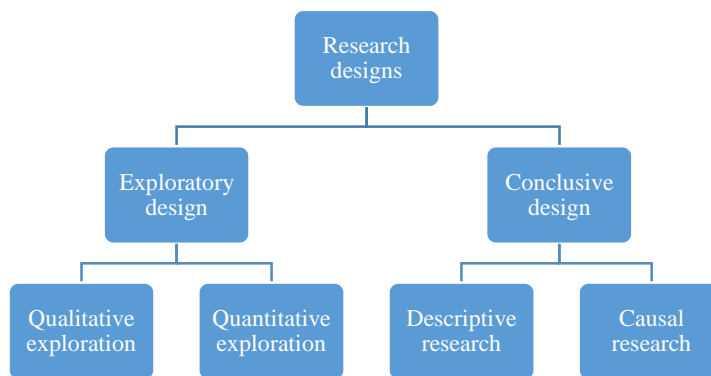 Research
designs
Exploratory
design
Conclusive
design
Qualitative
exploration
Quantitative
exploration
Descriptive
research
Causal
research